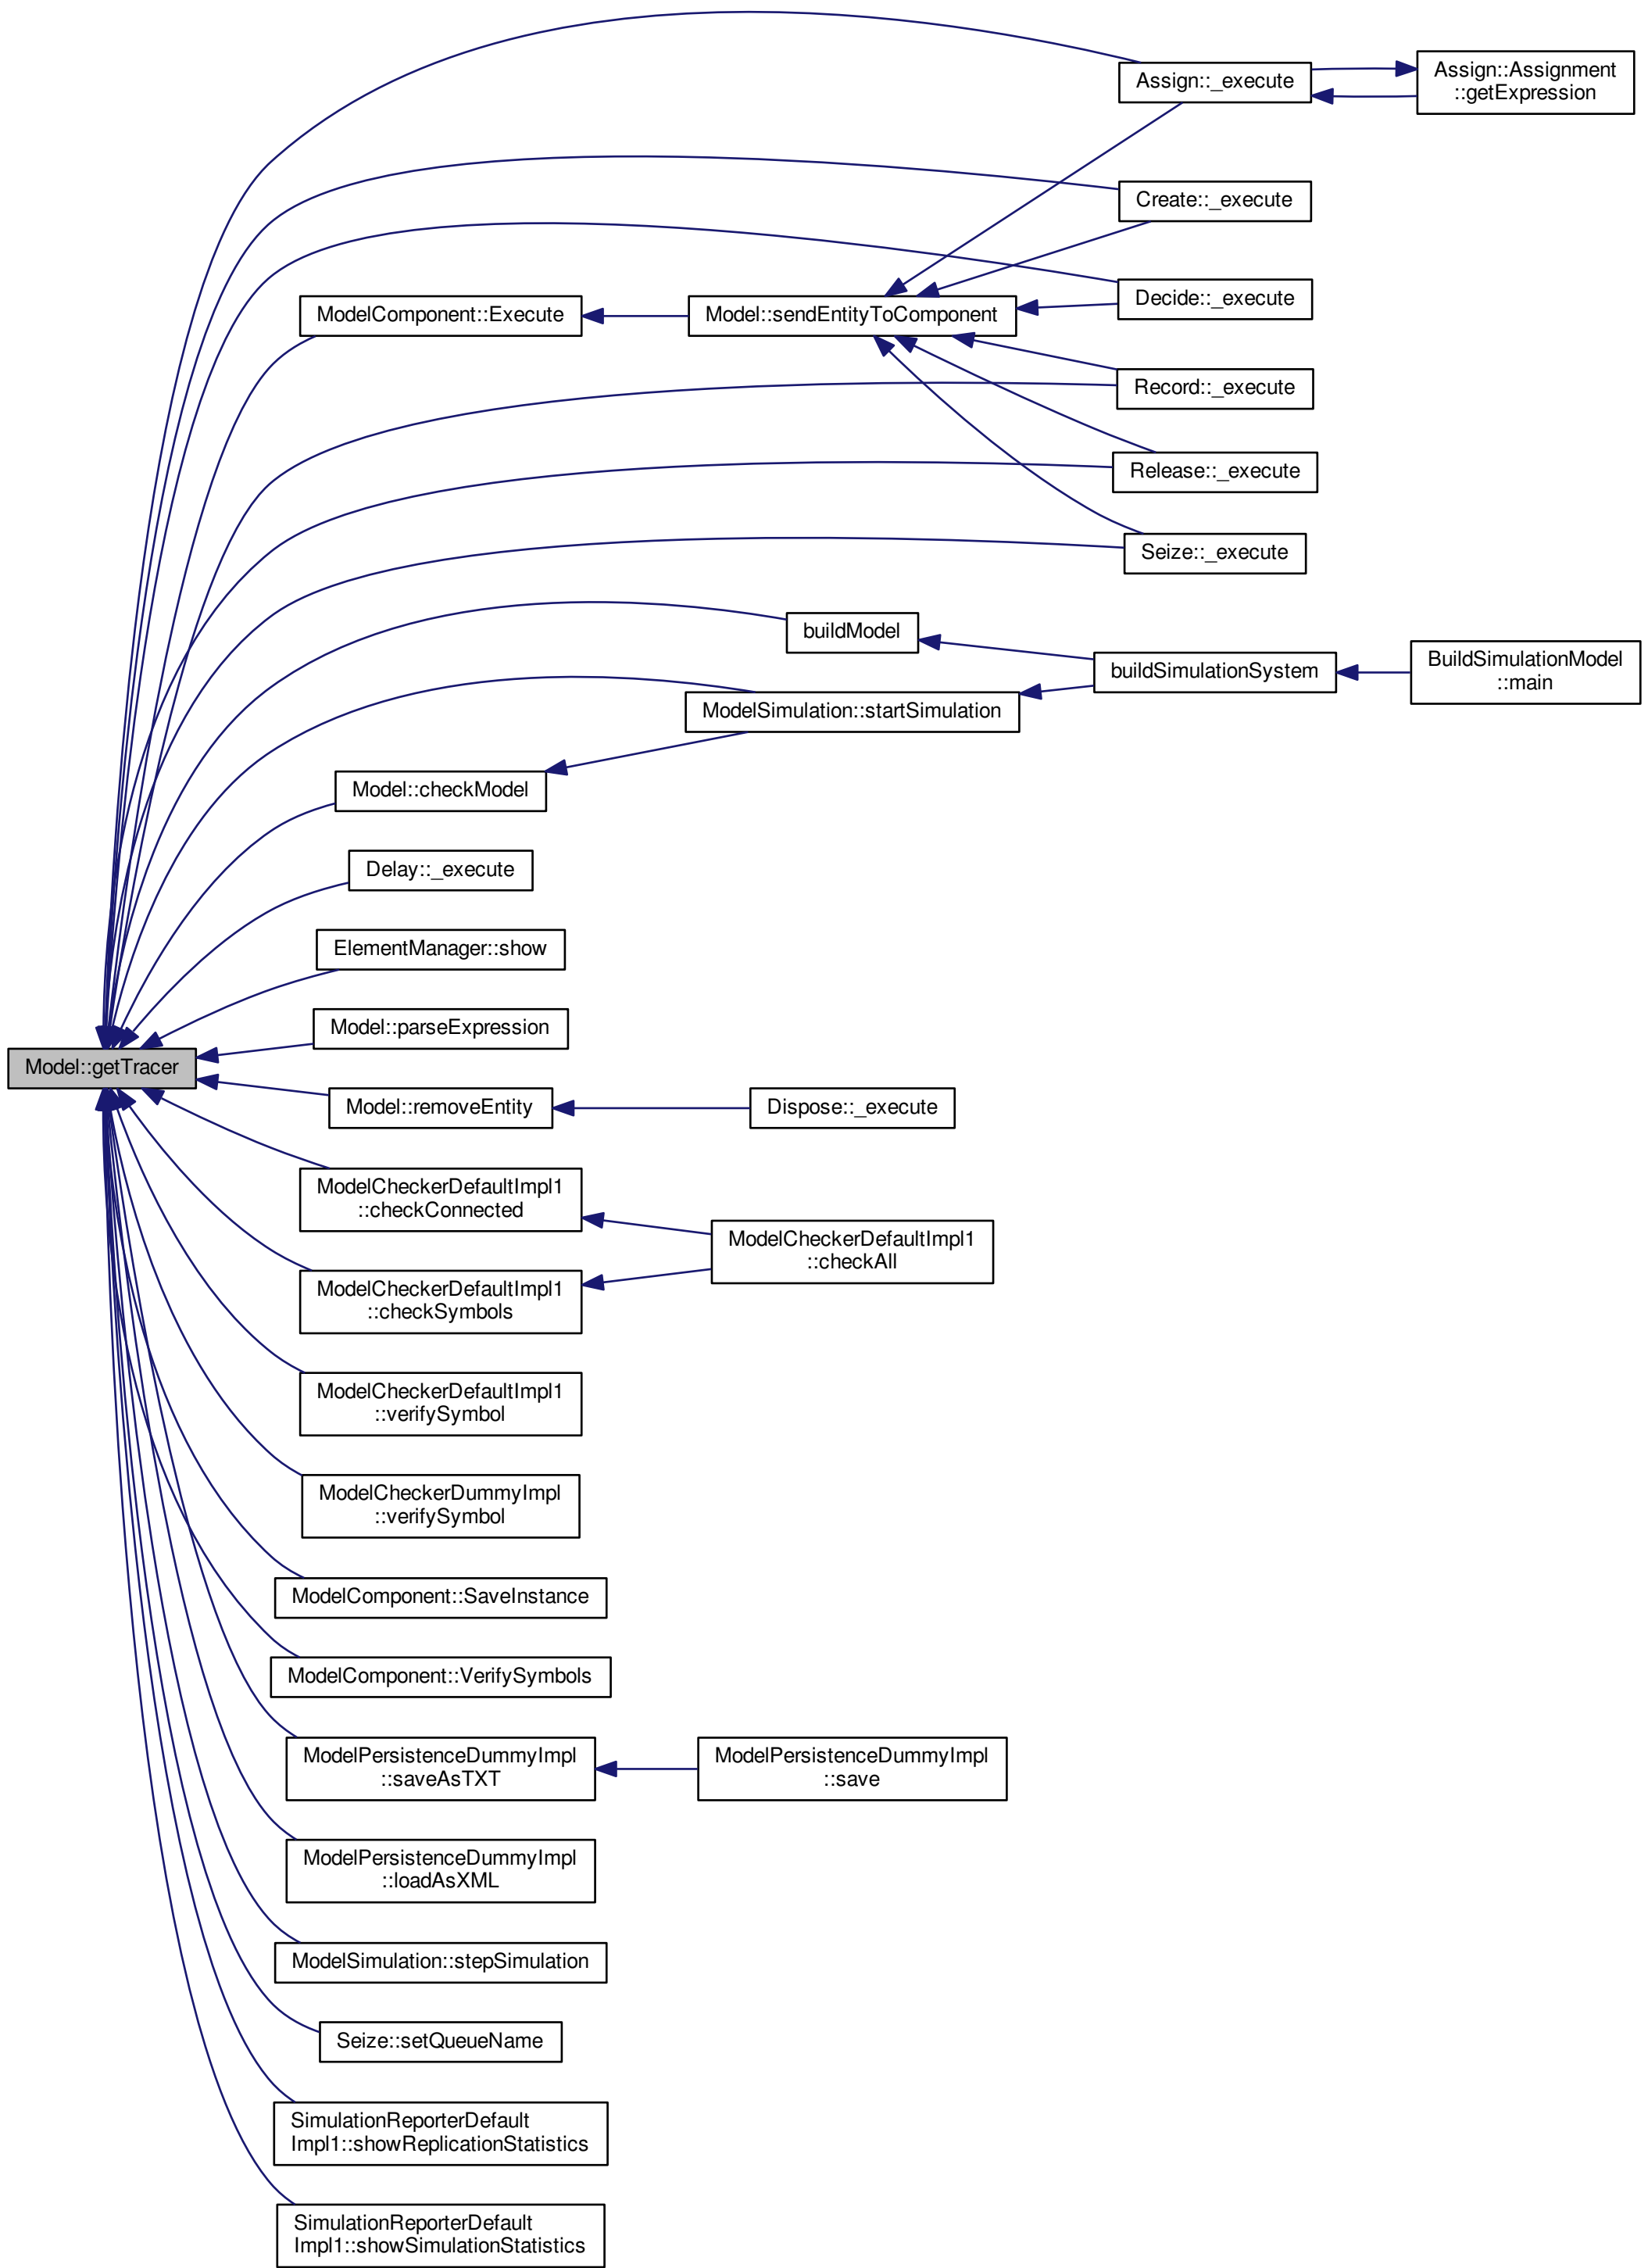 Assign::_execute
Assign::Assignment
::getExpression
Create::_execute
Decide::_execute
ModelComponent::Execute
Model::sendEntityToComponent
Record::_execute
Release::_execute
Seize::_execute
buildModel
buildSimulationSystem
BuildSimulationModel
::main
ModelSimulation::startSimulation
Model::checkModel
Delay::_execute
ElementManager::show
Model::parseExpression
Model::getTracer
Model::removeEntity
Dispose::_execute
ModelCheckerDefaultImpl1
::checkConnected
ModelCheckerDefaultImpl1
::checkAll
ModelCheckerDefaultImpl1
::checkSymbols
ModelCheckerDefaultImpl1
::verifySymbol
ModelCheckerDummyImpl
::verifySymbol
ModelComponent::SaveInstance
ModelComponent::VerifySymbols
ModelPersistenceDummyImpl
::saveAsTXT
ModelPersistenceDummyImpl
::save
ModelPersistenceDummyImpl
::loadAsXML
ModelSimulation::stepSimulation
Seize::setQueueName
SimulationReporterDefault
Impl1::showReplicationStatistics
SimulationReporterDefault
Impl1::showSimulationStatistics